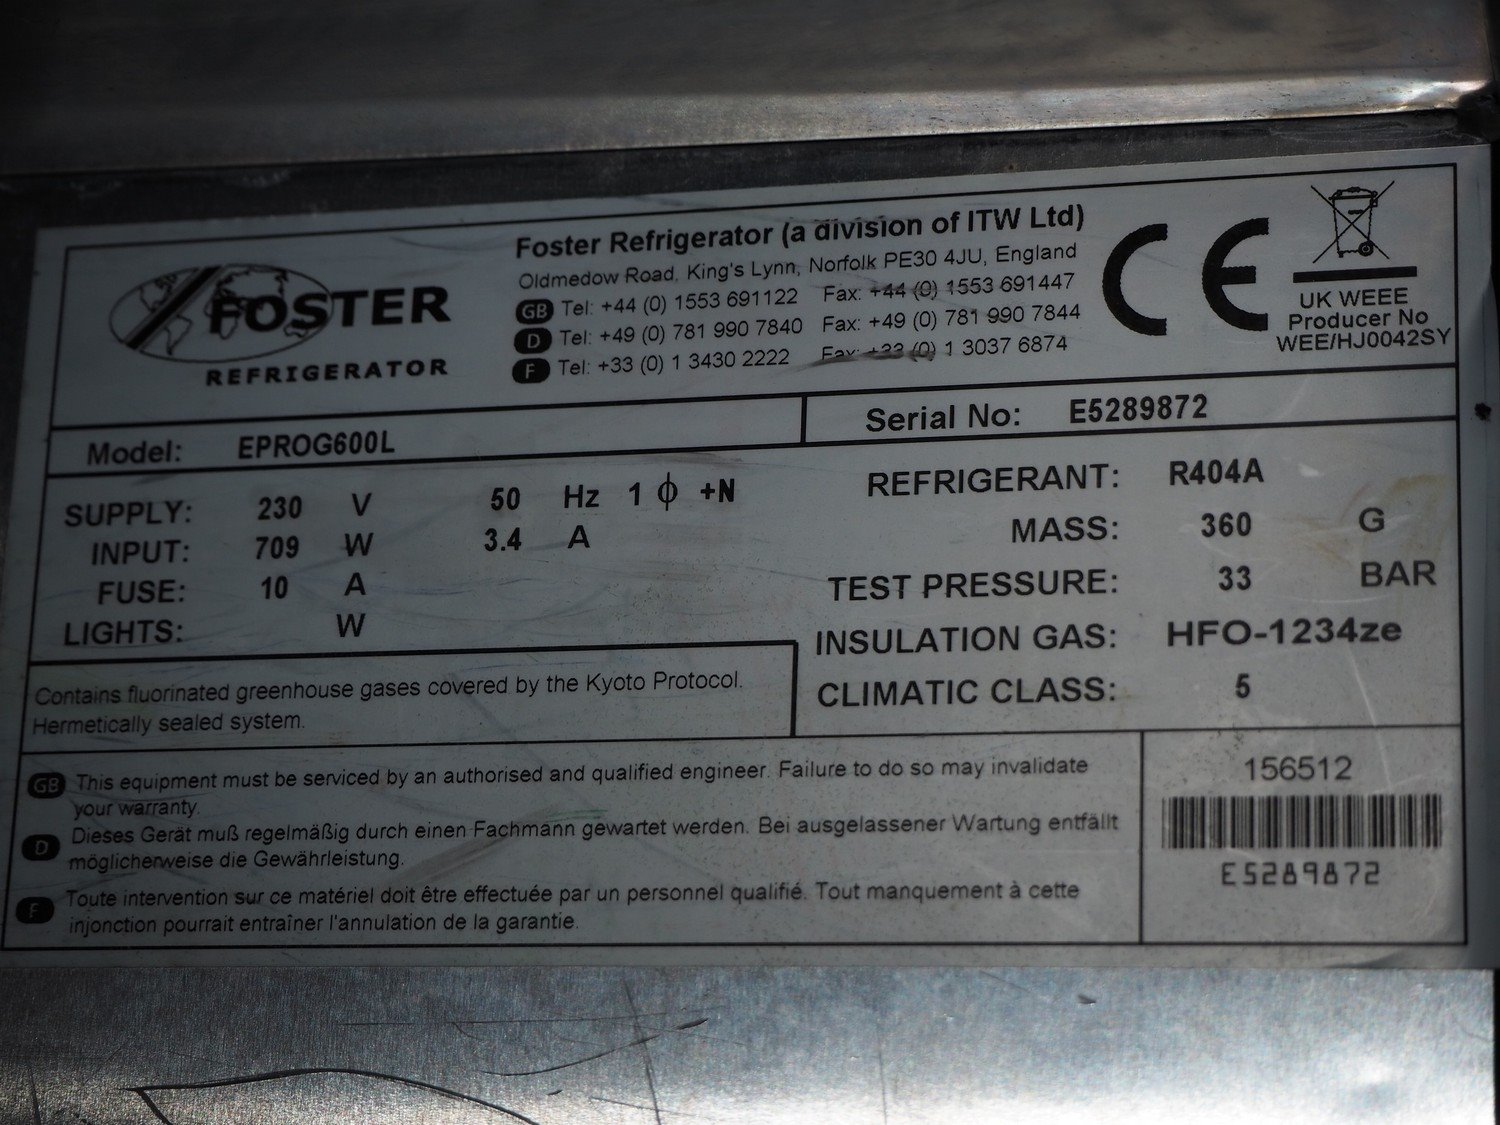 FOSTER
REFRIGERATOR
Foster Refrigerator (a division of ITW Ltd)
Oldmedow Road, King's Lynn, Norfolk PE30 4JU, England
GB Tel: +44 (0) 1553 691122 Fax: +44 (0) 1553 691447
D Tel: +49 (0) 781 990 7840 Fax: +49 (0) 781 990 7844
F Tel: +33 (0) 1 3430 2222 Fax: +33 (0) 1 3037 6874
CE
UK WEEE
Producer No
WEE/HJ0042SY
Model: EPROG600L
Serial No: E5289872
SUPPLY: 230 V 50 Hz 1 ϕ +N
INPUT: 709 W 3.4 A
FUSE: 10 A
LIGHTS: W
REFRIGERANT: R404A
MASS: 360 G
TEST PRESSURE: 33 BAR
INSULATION GAS: HFO-1234ze
CLIMATIC CLASS: 5
Contains fluorinated greenhouse gases covered by the Kyoto Protocol.
Hermetically sealed system.
GB This equipment must be serviced by an authorised and qualified engineer. Failure to do so may invalidate
your warranty.
D Dieses Gerät muß regelmäßig durch einen Fachmann gewartet werden. Bei ausgelassener Wartung entfällt
möglicherweise die Gewährleistung.
F Toute intervention sur ce matériel doit être effectuée par un personnel qualifié. Tout manquement à cette
injonction pourrait entraîner l'annulation de la garantie.
156512
E5289872